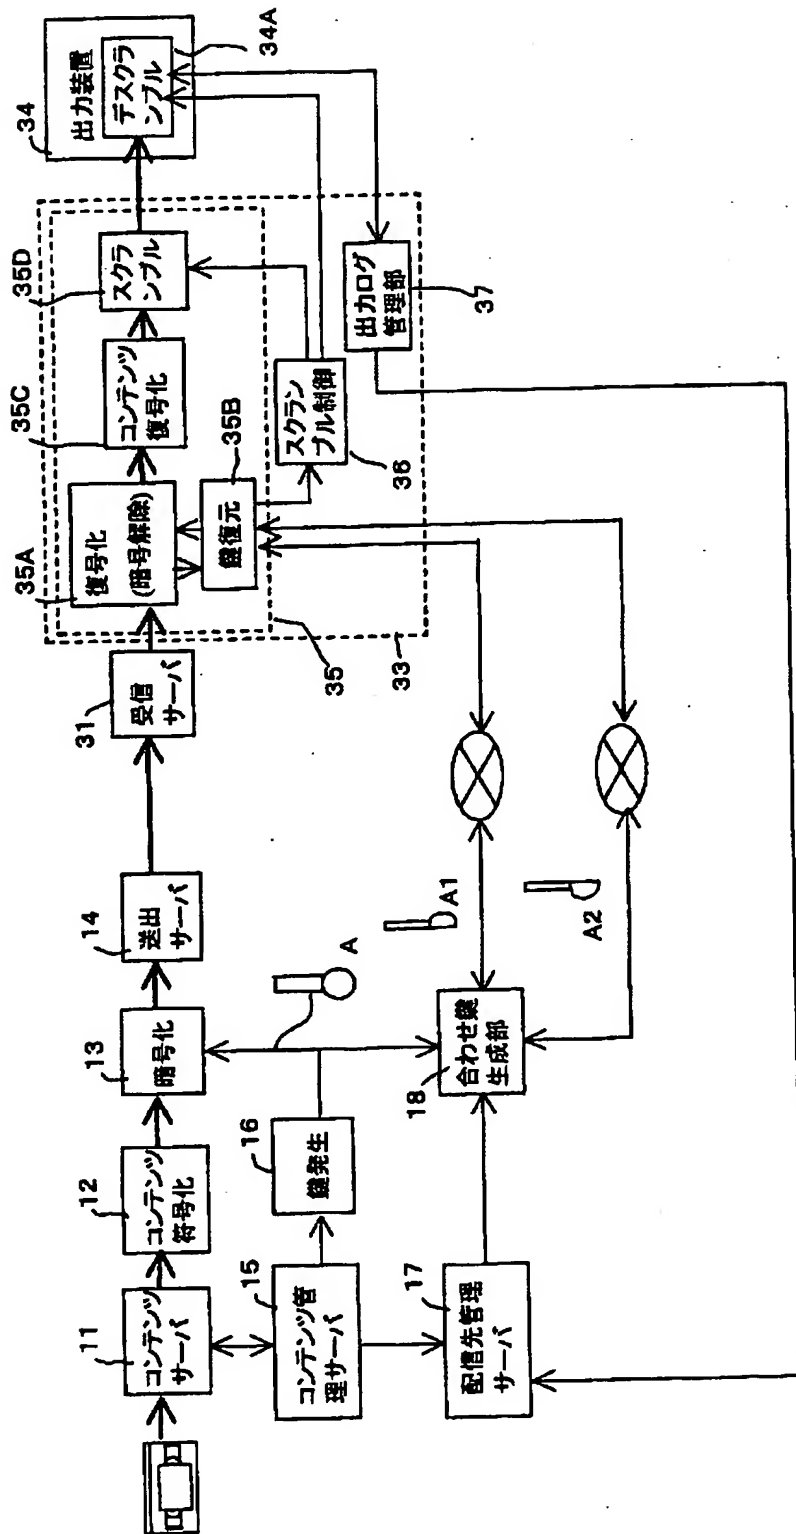 11
コンテンツ
サーバ
12
コンテンツ
符号化
13
暗号化
14
送出
サーバ
31
受信
サーバ
35A
復号化
(暗号解除)
35C
コンテンツ
復号化
35D
スクラ
ンブル
34
出力装置
デスクラ
ンブル
34A
35B
鍵復元
スクラン
ブル制御
36
出力ログ
管理部
37
35
33
15
コンテンツ管
理サーバ
16
鍵発生
A
17
配信先管理
サーバ
18
合わせ鍵
生成部
A1
A2